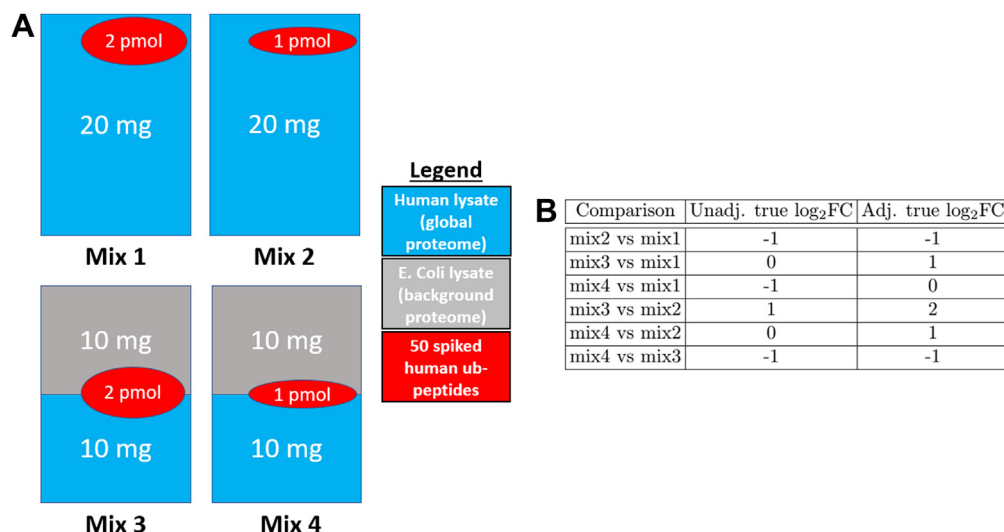 A
2 pmol
1 pmol
20 mg
20 mg
Mix 1
Mix 2
Legend
Human lysate
(global
proteome)
E. Coli lysate
(background
proteome)
50 spiked
human ub-
peptides
10 mg
10 mg
2 pmol
1 pmol
10 mg
10 mg
Mix 3
Mix 4
B
Comparison Unadj. true log₂FC Adj. true log₂FC
mix2 vs mix1 -1 -1
mix3 vs mix1 0 1
mix4 vs mix1 -1 0
mix3 vs mix2 1 2
mix4 vs mix2 0 1
mix4 vs mix3 -1 -1